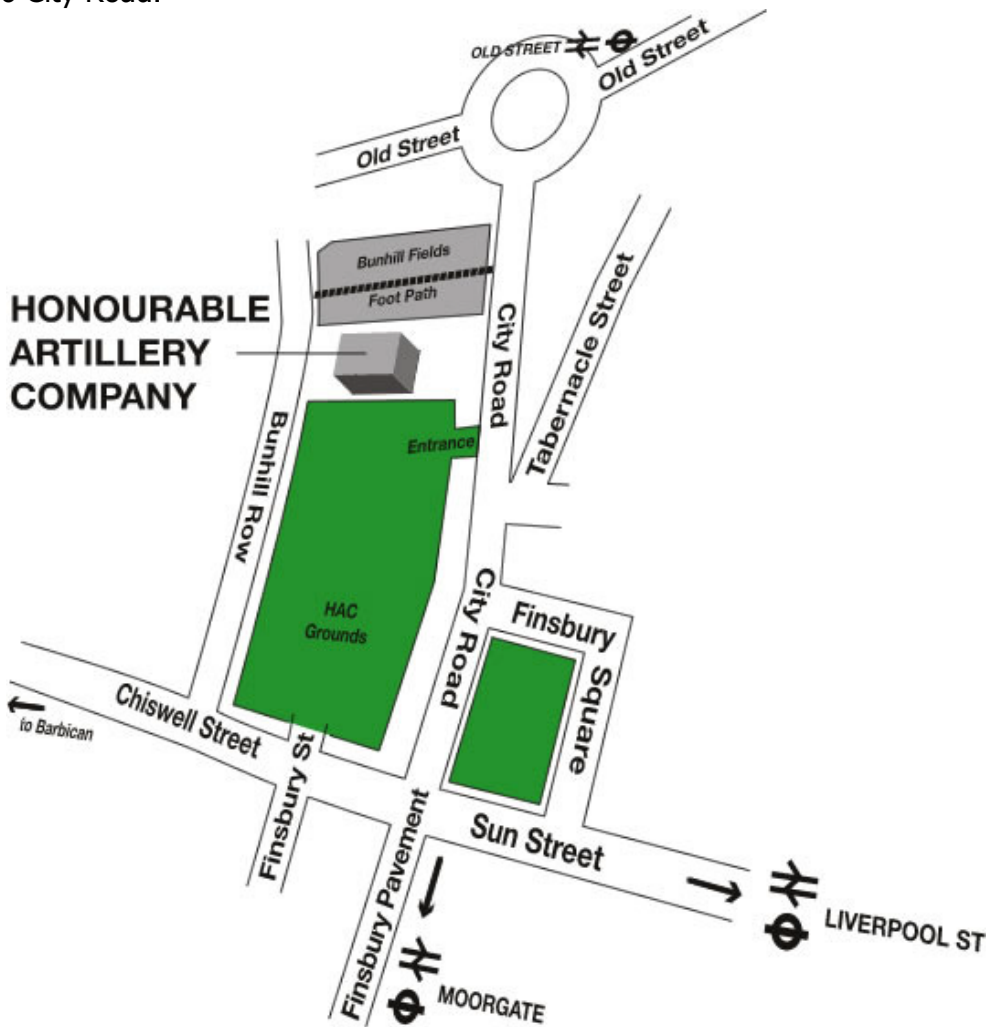 City Road.
OLD STREET
Old Street
Old Street
Bunhill Fields
Foot Path
HONOURABLE
ARTILLERY
COMPANY
City Road
Tabernacle Street
Bunhill Row
Entrance
HAC
Grounds
City Road
Finsbury
Square
Chiswell Street
to Barbican
Finsbury St
Finsbury Pavement
Sun Street
LIVERPOOL ST
MOORGATE